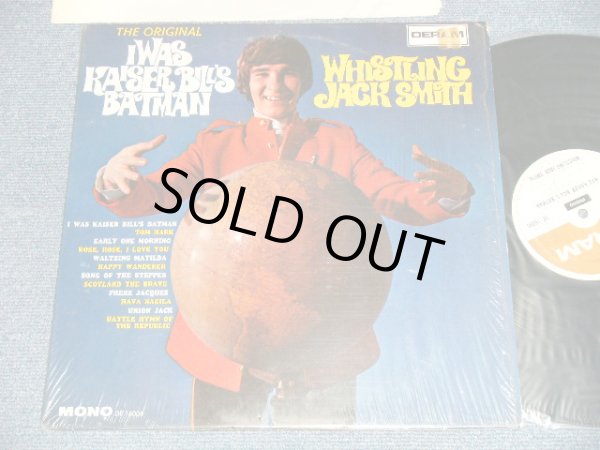 THE ORIGINAL
I WAS
KAISER BILL'S
BATMAN
DERAM
WHISTLING
JACK SMITH
SOLD OUT
I WAS KAISER BILL'S BATMAN
TOM HARK
EARLY ONE MORNING
ROSE, ROSE, I LOVE YOU
WALTZING MATILDA
HAPPY WANDERER
SONG OF THE STEPPES
SCOTLAND THE BRAVE
FRERE JACQUES
HAVA NAGILA
UNION JACK
BATTLE HYMN OF
THE REPUBLIC
MONO